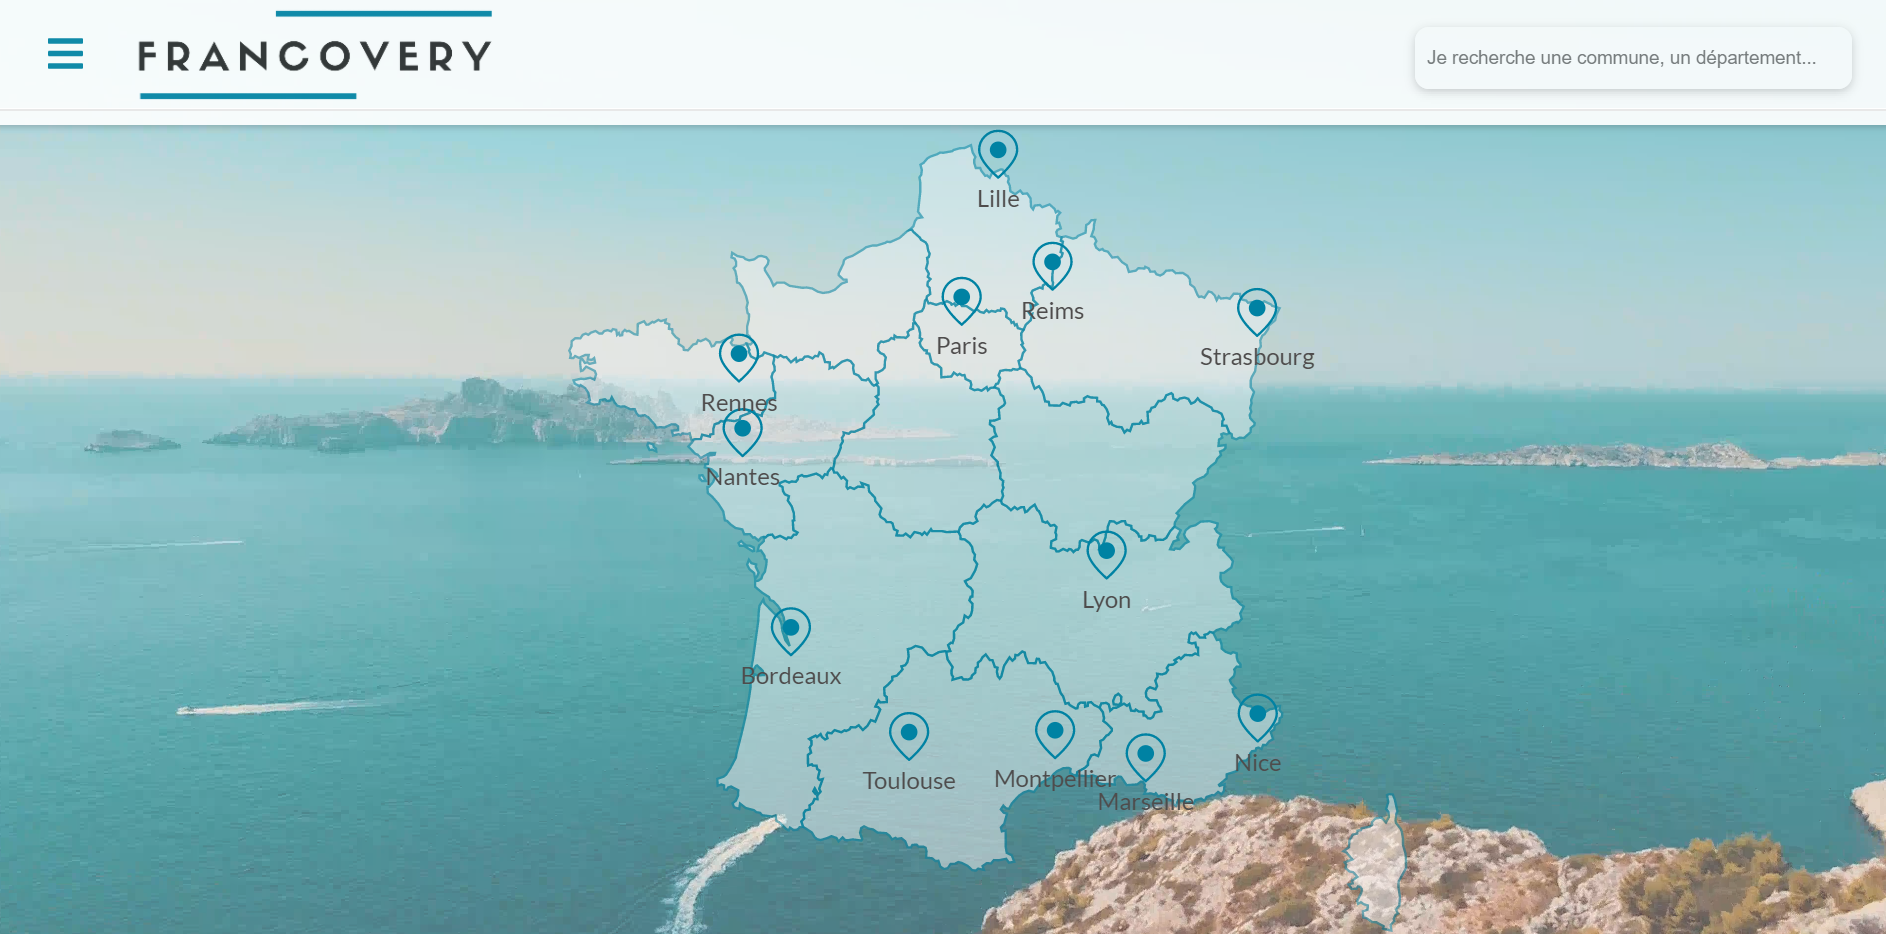 FRANCOVERY
Je recherche une commune, un département...
Lille
Reims
Paris
Strasbourg
Rennes
Nantes
Lyon
Bordeaux
Toulouse
Montpellier
Nice
Marseille